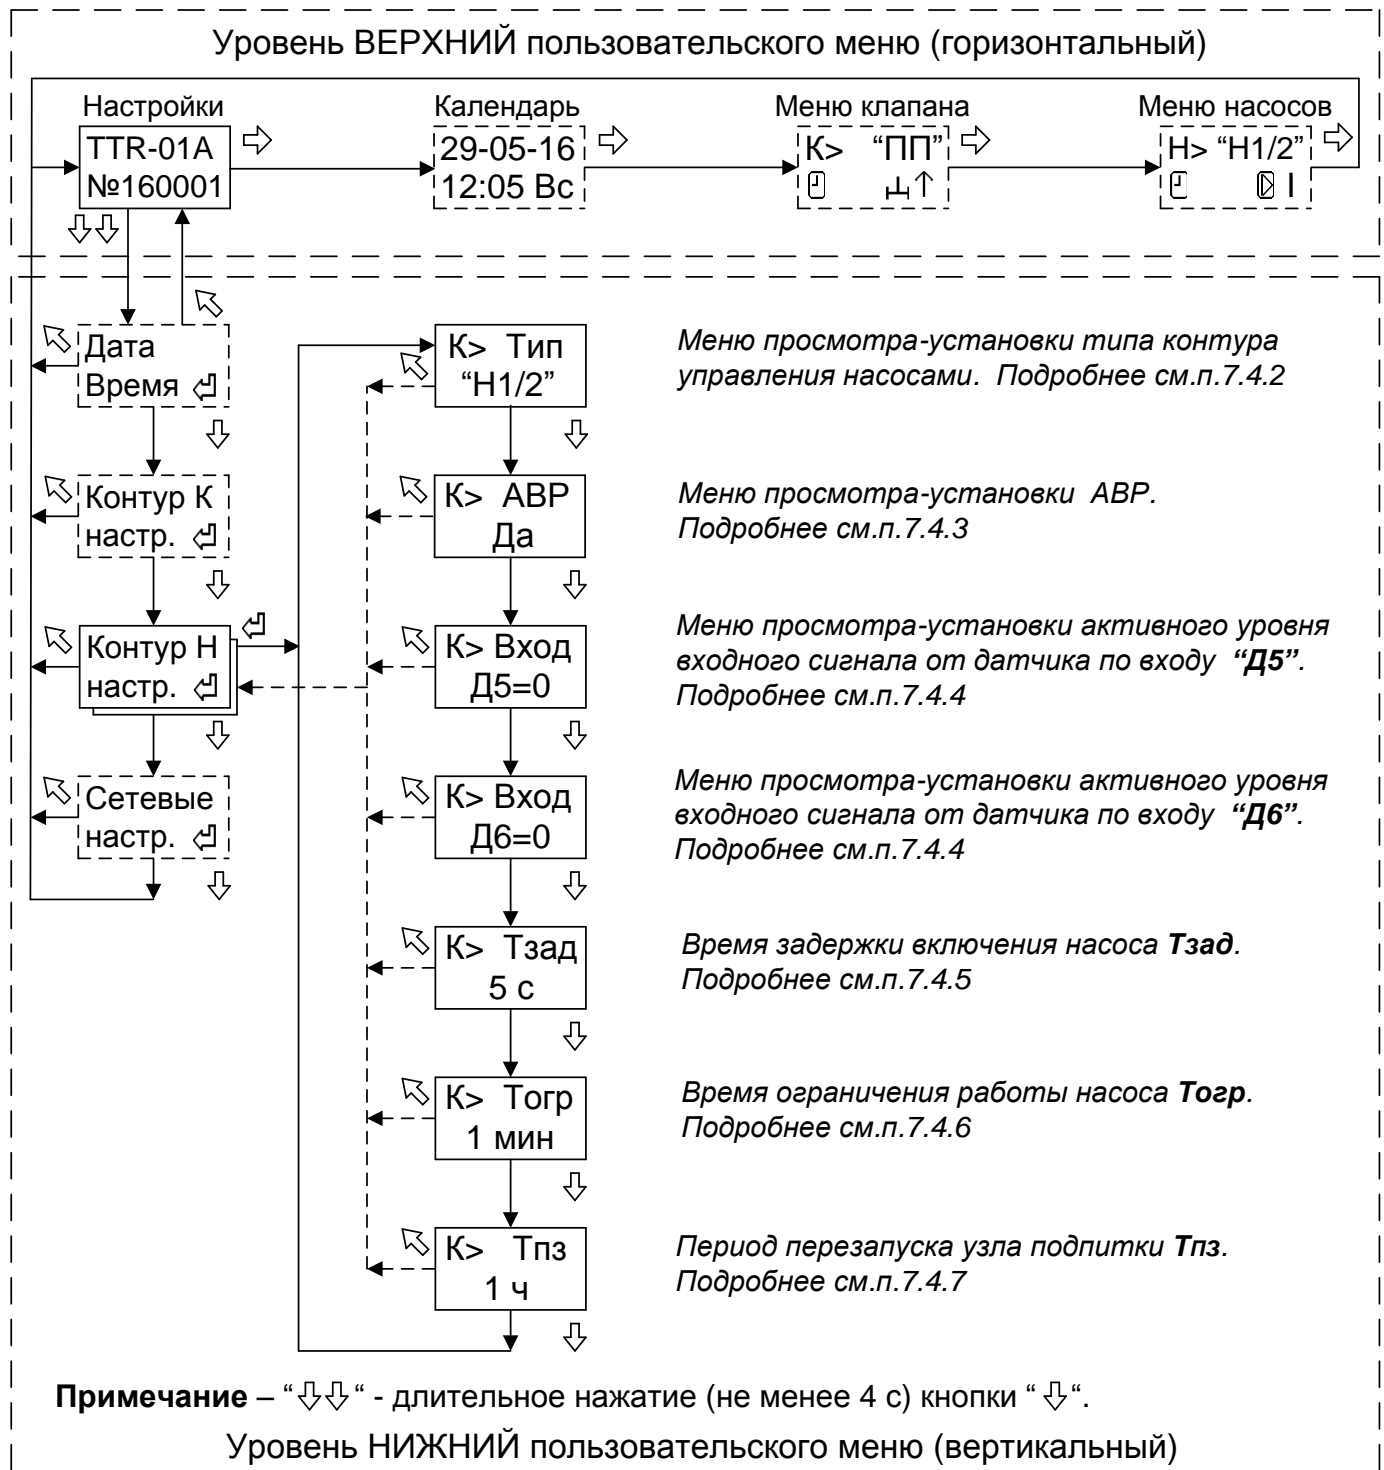 Уровень ВЕРХНИЙ пользовательского меню (горизонтальный)
Настройки
TTR-01A
№160001
Календарь
29-05-16
12:05 Вс
Меню клапана
К> “ПП”
Меню насосов
Н> “Н1/2”
I
Дата
Время
Контур К
настр.
Контур Н
настр.
Сетевые
настр.
К> Тип
“Н1/2”
Меню просмотра-установки типа контура
управления насосами. Подробнее см.п.7.4.2
К> АВР
Да
Меню просмотра-установки АВР.
Подробнее см.п.7.4.3
К> Вход
Д5=0
Меню просмотра-установки активного уровня
входного сигнала от датчика по входу “Д5”.
Подробнее см.п.7.4.4
К> Вход
Д6=0
Меню просмотра-установки активного уровня
входного сигнала от датчика по входу “Д6”.
Подробнее см.п.7.4.4
К> Тзад
5 с
Время задержки включения насоса Тзад.
Подробнее см.п.7.4.5
К> Тогр
1 мин
Время ограничения работы насоса Тогр.
Подробнее см.п.7.4.6
К> Тпз
1 ч
Период перезапуска узла подпитки Тпз.
Подробнее см.п.7.4.7
Примечание – “⇩⇩“ - длительное нажатие (не менее 4 с) кнопки “ ⇩“.
Уровень НИЖНИЙ пользовательского меню (вертикальный)